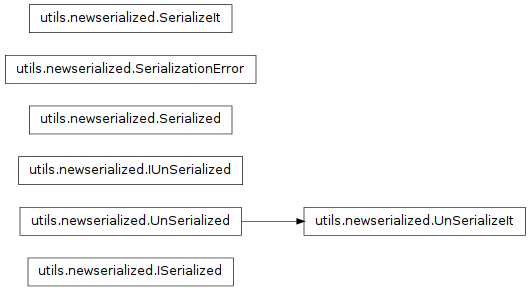 utils.newserialized.SerializeIt
utils.newserialized.SerializationError
utils.newserialized.Serialized
utils.newserialized.IUnSerialized
utils.newserialized.UnSerialized
utils.newserialized.UnSerializeIt
utils.newserialized.ISerialized